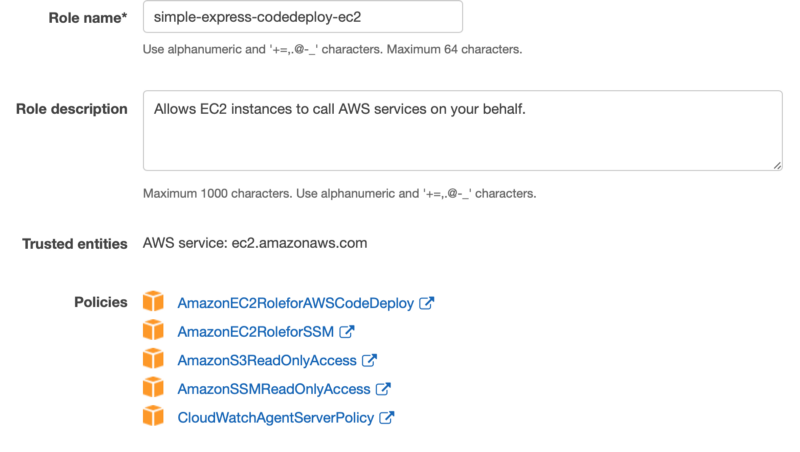 Role name* simple-express-codedeploy-ec2
Use alphanumeric and '+=,.@-_' characters. Maximum 64 characters.
Role description Allows EC2 instances to call AWS services on your behalf.
Maximum 1000 characters. Use alphanumeric and '+=,.@-_' characters.
Trusted entities AWS service: ec2.amazonaws.com
Policies AmazonEC2RoleforAWSCodeDeploy
AmazonEC2RoleforSSM
AmazonS3ReadOnlyAccess
AmazonSSMReadOnlyAccess
CloudWatchAgentServerPolicy